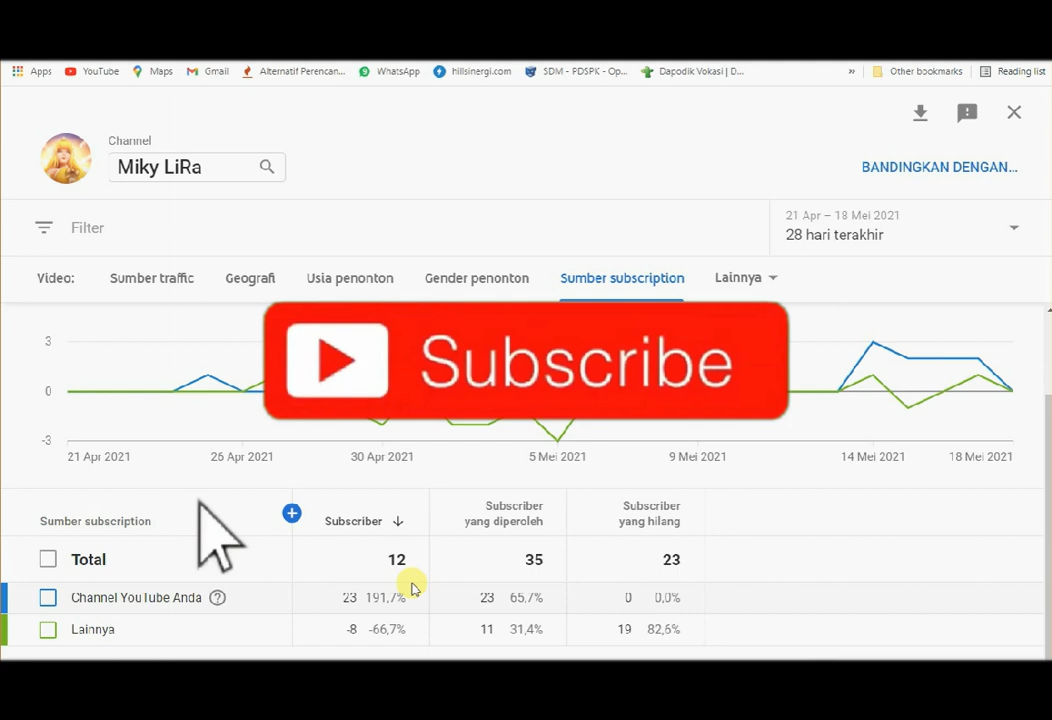 Apps YouTube Maps Gmail Alternatif Perencan... WhatsApp hillsinergi.com SDM - PDSPK - Op... Dapodik Vokasi | D... » Other bookmarks Reading list
Channel
Miky LiRa
BANDINGKAN DENGAN...
Filter
21 Apr – 18 Mei 2021
28 hari terakhir
Video: Sumber traffic Geografi Usia penonton Gender penonton Sumber subscription Lainnya
Subscribe
3
0
-3
21 Apr 2021 26 Apr 2021 30 Apr 2021 5 Mei 2021 9 Mei 2021 14 Mei 2021 18 Mei 2021
Sumber subscription Subscriber Subscriber yang diperoleh Subscriber yang hilang
Total 12 35 23
Channel YouTube Anda 23 191,7% 23 65,7% 0 0,0%
Lainnya -8 -66,7% 11 31,4% 19 82,6%